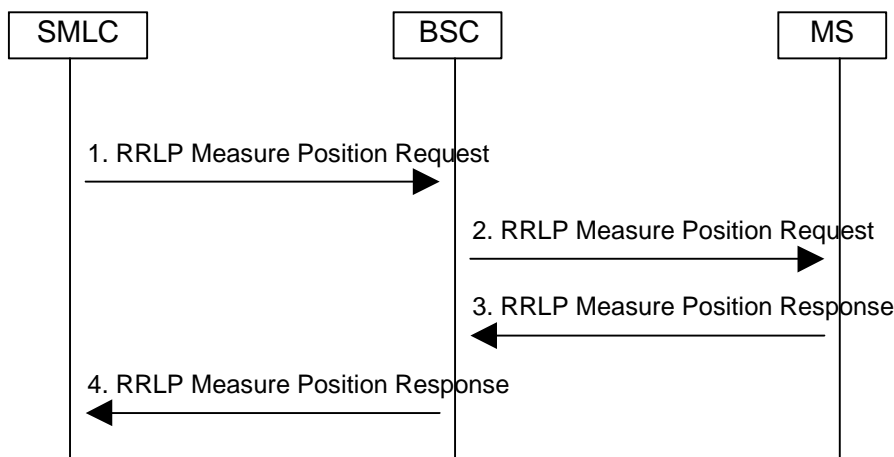 SMLC
BSC
MS
1. RRLP Measure Position Request
2. RRLP Measure Position Request
3. RRLP Measure Position Response
4. RRLP Measure Position Response